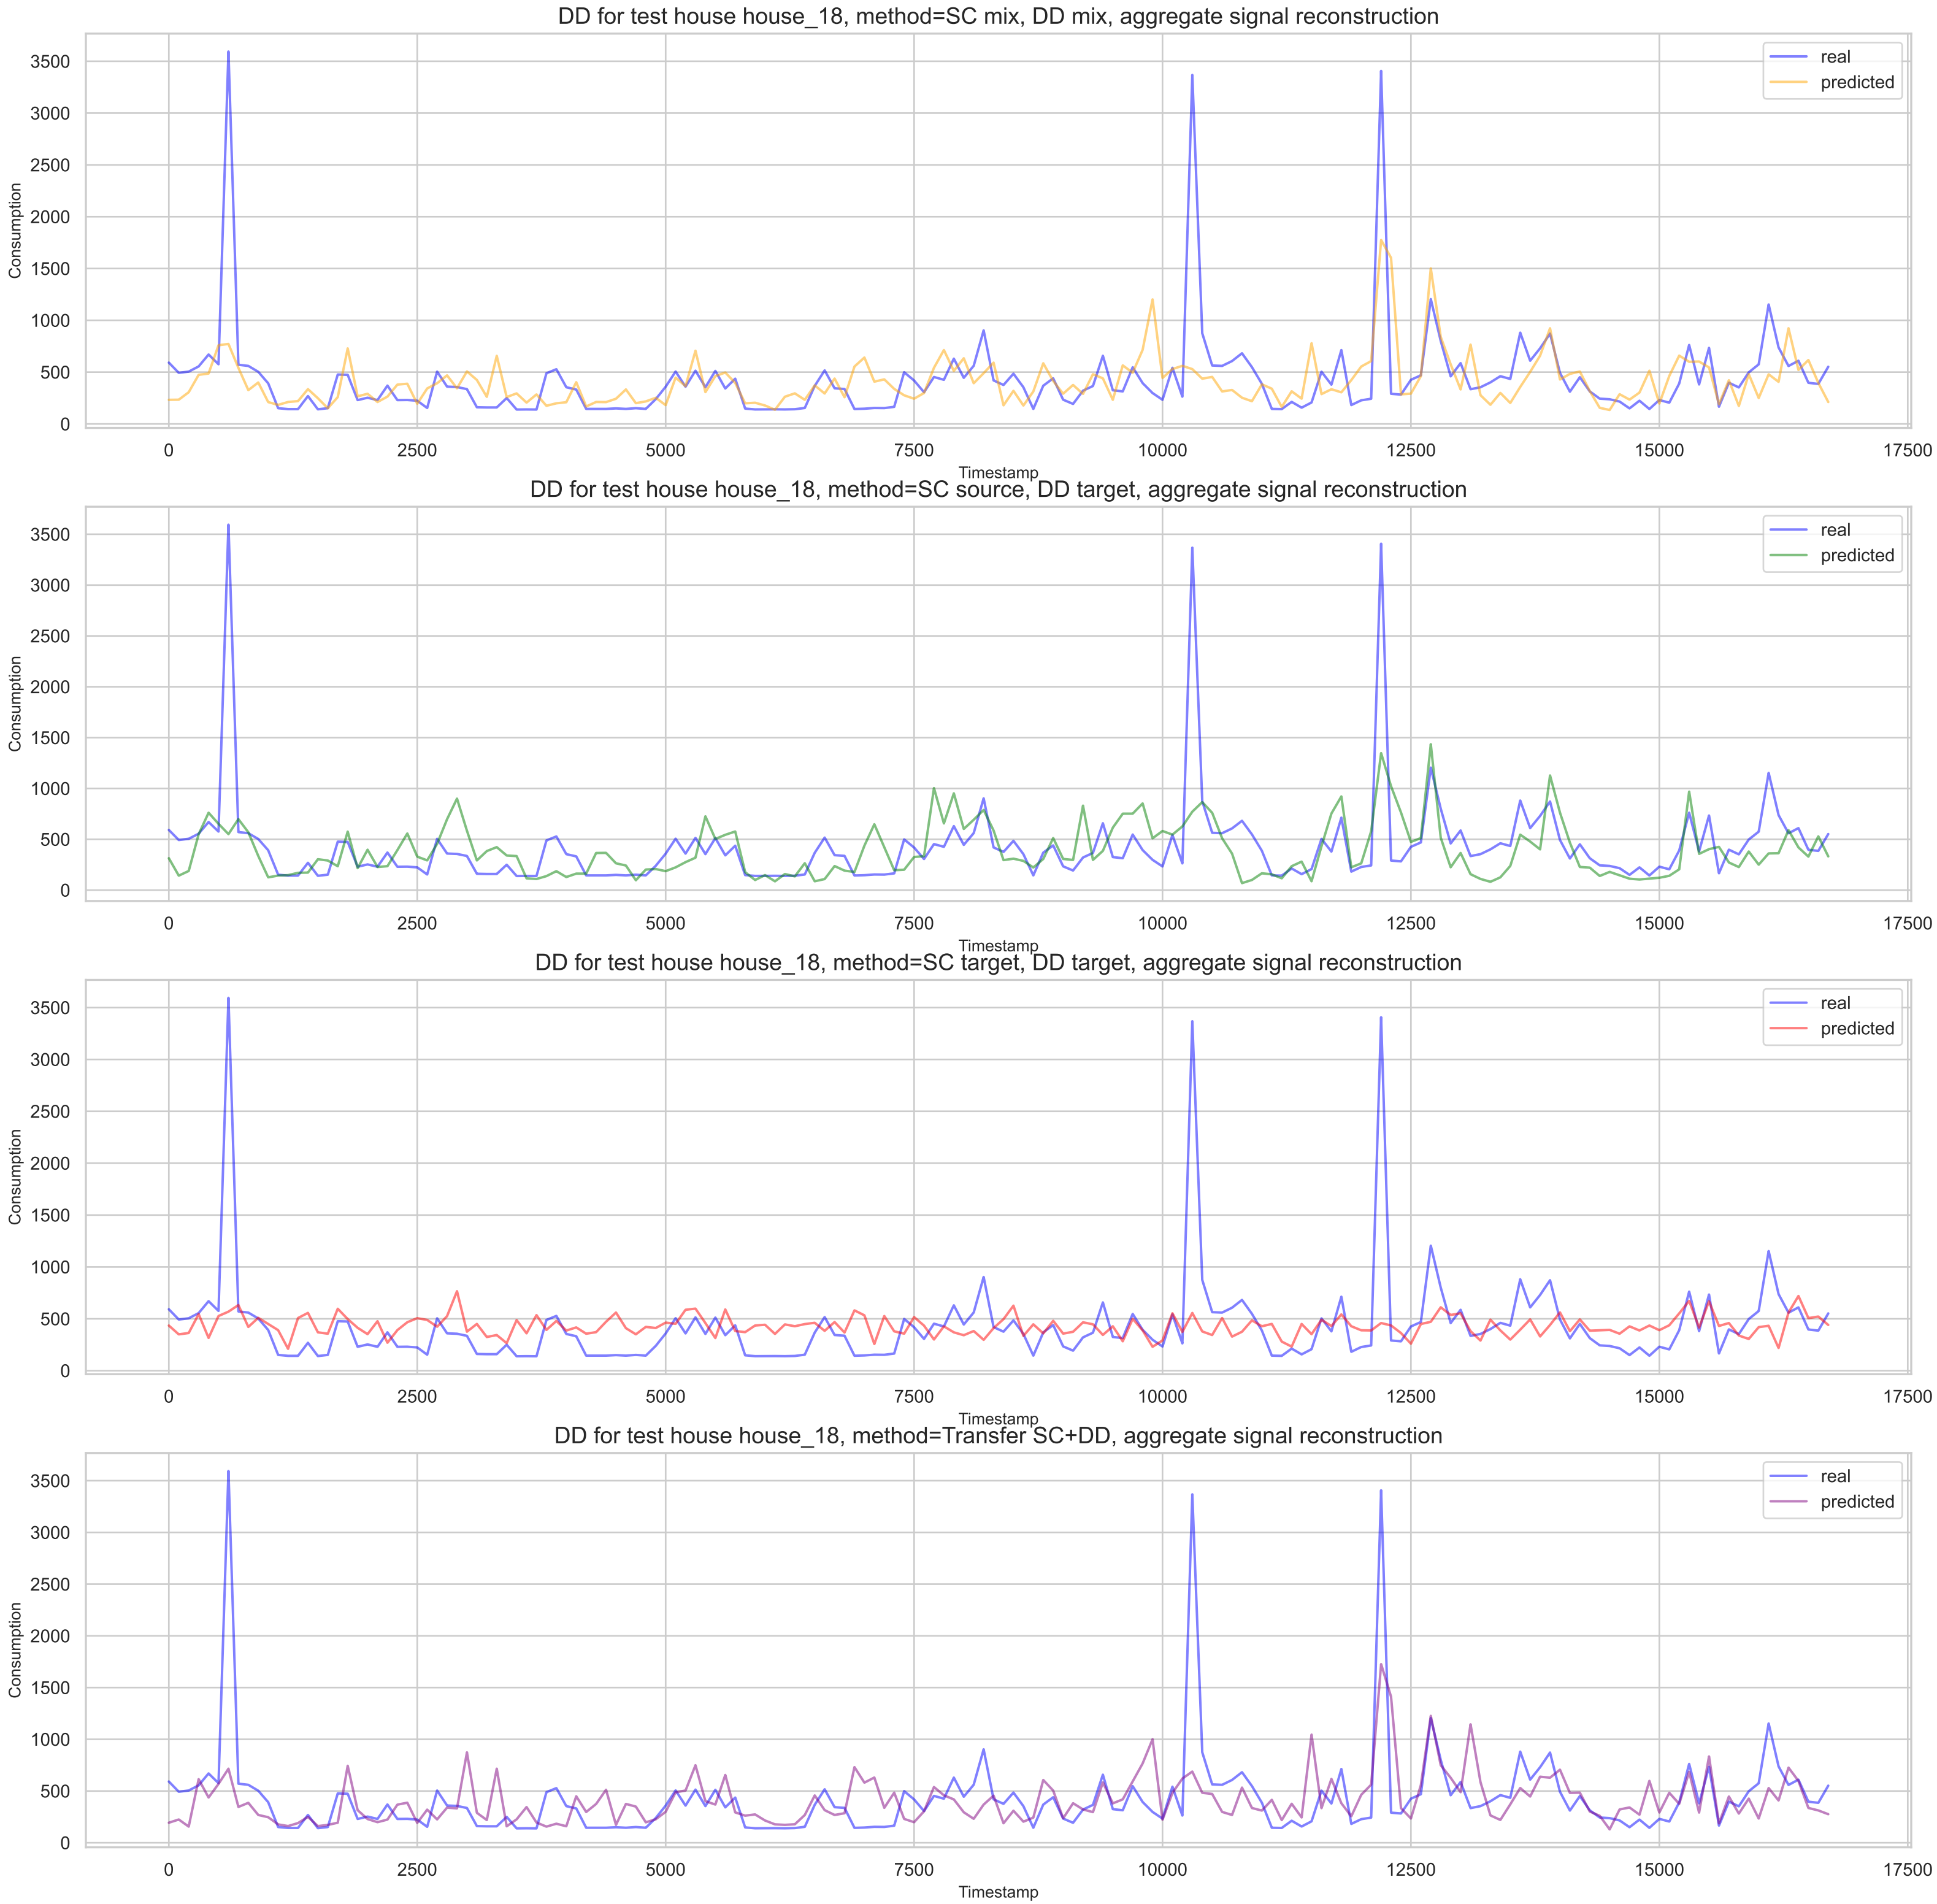 DD for test house house_18, method=SC mix, DD mix, aggregate signal reconstruction
real
predicted
Consumption
3500
3000
2500
2000
1500
1000
500
0
0 2500 5000 7500 10000 12500 15000 17500
Timestamp
DD for test house house_18, method=SC source, DD target, aggregate signal reconstruction
real
predicted
Consumption
3500
3000
2500
2000
1500
1000
500
0
0 2500 5000 7500 10000 12500 15000 17500
Timestamp
DD for test house house_18, method=SC target, DD target, aggregate signal reconstruction
real
predicted
Consumption
3500
3000
2500
2000
1500
1000
500
0
0 2500 5000 7500 10000 12500 15000 17500
Timestamp
DD for test house house_18, method=Transfer SC+DD, aggregate signal reconstruction
real
predicted
Consumption
3500
3000
2500
2000
1500
1000
500
0
0 2500 5000 7500 10000 12500 15000 17500
Timestamp